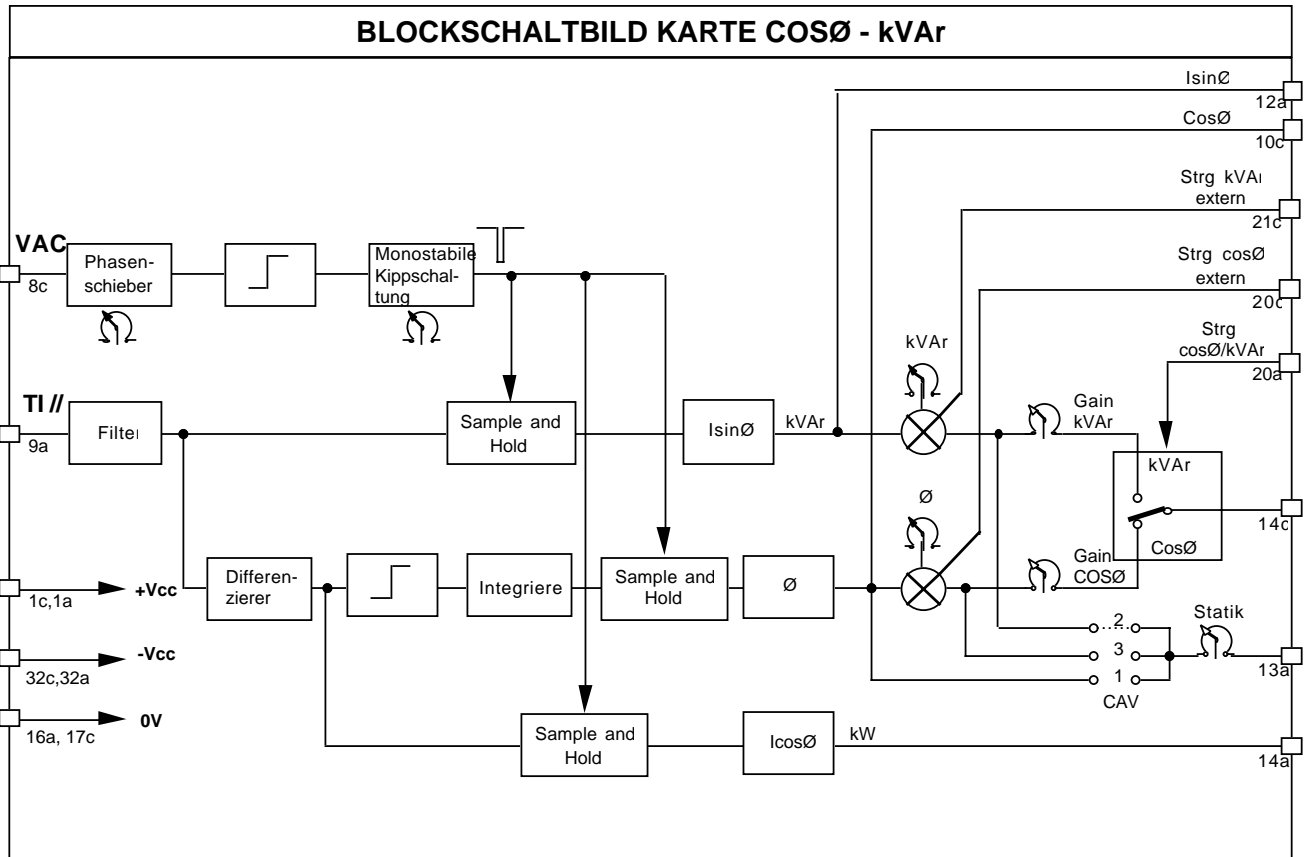 BLOCKSCHALTBILD KARTE COSØ - kVAr
IsinØ
12a
CosØ
10c
Strg kVAr
extern
21c
Strg cosØ
extern
20c
Strg
cosØ/kVAr
20a
VAC
8c
Phasen-
schieber
Monostabile
Kippschal-
tung
TI //
9a
Filter
Sample and
Hold
IsinØ
kVAr
kVAr
Gain
kVAr
kVAr
CosØ
14c
Ø
Differen-
zierer
Integriere
Sample and
Hold
Ø
Gain
COSØ
1c,1a
+Vcc
32c,32a
-Vcc
16a, 17c
0V
2
3
1
CAV
Statik
13a
Sample and
Hold
IcosØ
kW
14a